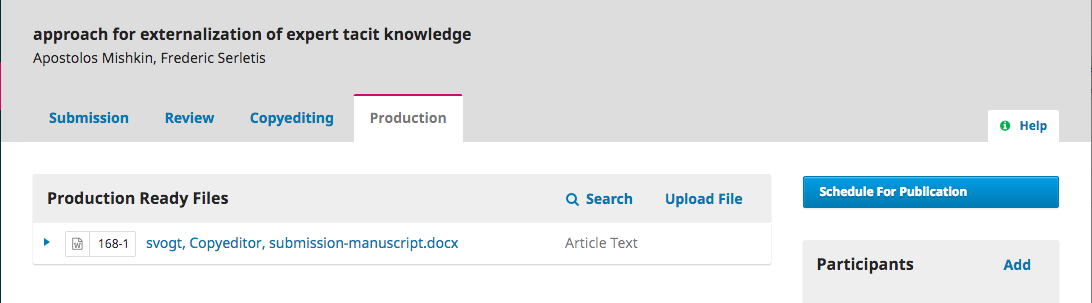 approach for externalization of expert tacit knowledge
Apostolos Mishkin, Frederic Serletis
Submission Review Copyediting Production
Help
Production Ready Files Search Upload File
168-1 svogt, Copyeditor, submission-manuscript.docx Article Text
Schedule For Publication
Participants Add